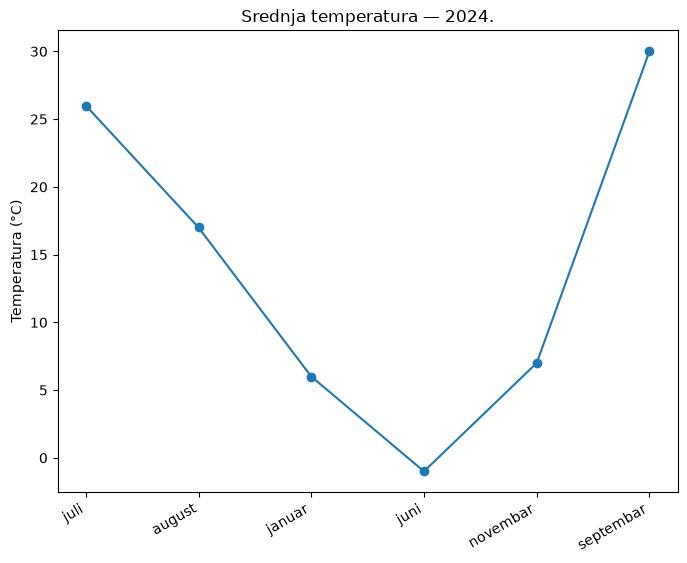 Srednja temperatura — 2024.
Temperatura (°C)
30
25
20
15
10
5
0
juli
august
januar
juni
novembar
septembar